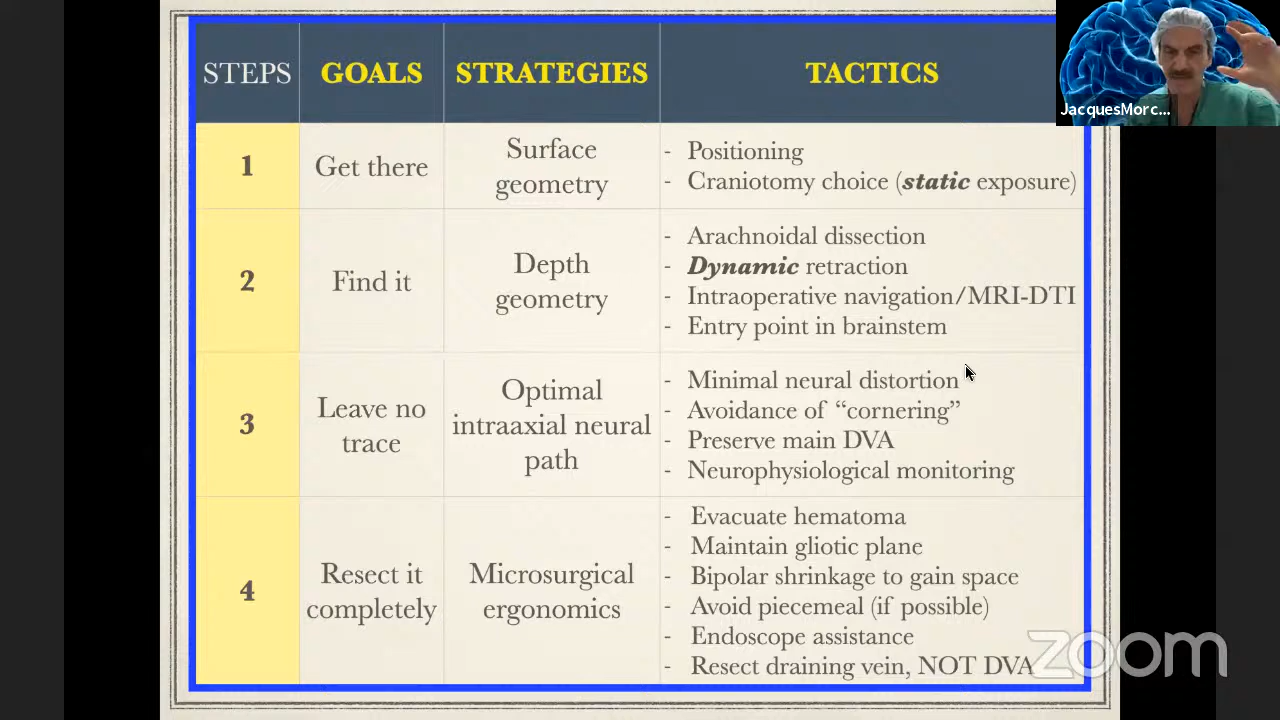 STEPS GOALS STRATEGIES TACTICS
JacquesMorc...
1
Get there
Surface
geometry
- Positioning
- Craniotomy choice (static exposure)
2
Find it
Depth
geometry
- Arachnoidal dissection
- Dynamic retraction
- Intraoperative navigation/MRI-DTI
- Entry point in brainstem
3
Leave no
trace
Optimal
intraaxial neural
path
- Minimal neural distortion
- Avoidance of “cornering”
- Preserve main DVA
- Neurophysiological monitoring
4
Resect it
completely
Microsurgical
ergonomics
- Evacuate hematoma
- Maintain gliotic plane
- Bipolar shrinkage to gain space
- Avoid piecemeal (if possible)
- Endoscope assistance
- Resect draining vein, NOT DVA
zoom